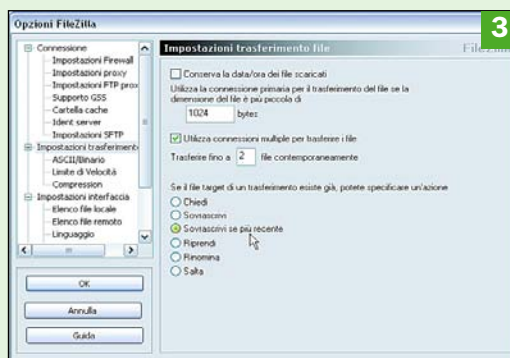 Opzioni FileZilla
3
Connessione
Impostazioni Firewall
Impostazioni proxy
Impostazioni FTP prox
Supporto GSS
Cartella cache
Ident server
Impostazioni SFTP
Impostazioni trasferimento
ASCII/Binario
Limite di Velocità
Compression
Impostazioni interfaccia
Elenco file locale
Elenco file remoto
Linguaggio
OK
Annulla
Guida
Impostazioni trasferimento file
FileZilla
Conserva la data/ora dei file scaricati
Utilizza la connessione primaria per il trasferimento del file se la
dimensione del file è più piccola di
1024 bytes
Utilizza connessioni multiple per trasferire i file
Trasferire fino a 2 file contemporaneamente
Se il file target di un trasferimento esiste già, potete specificare un'azione
Chiedi
Sovrascrivi
Sovrascrivi se più recente
Riprendi
Rinomina
Salta